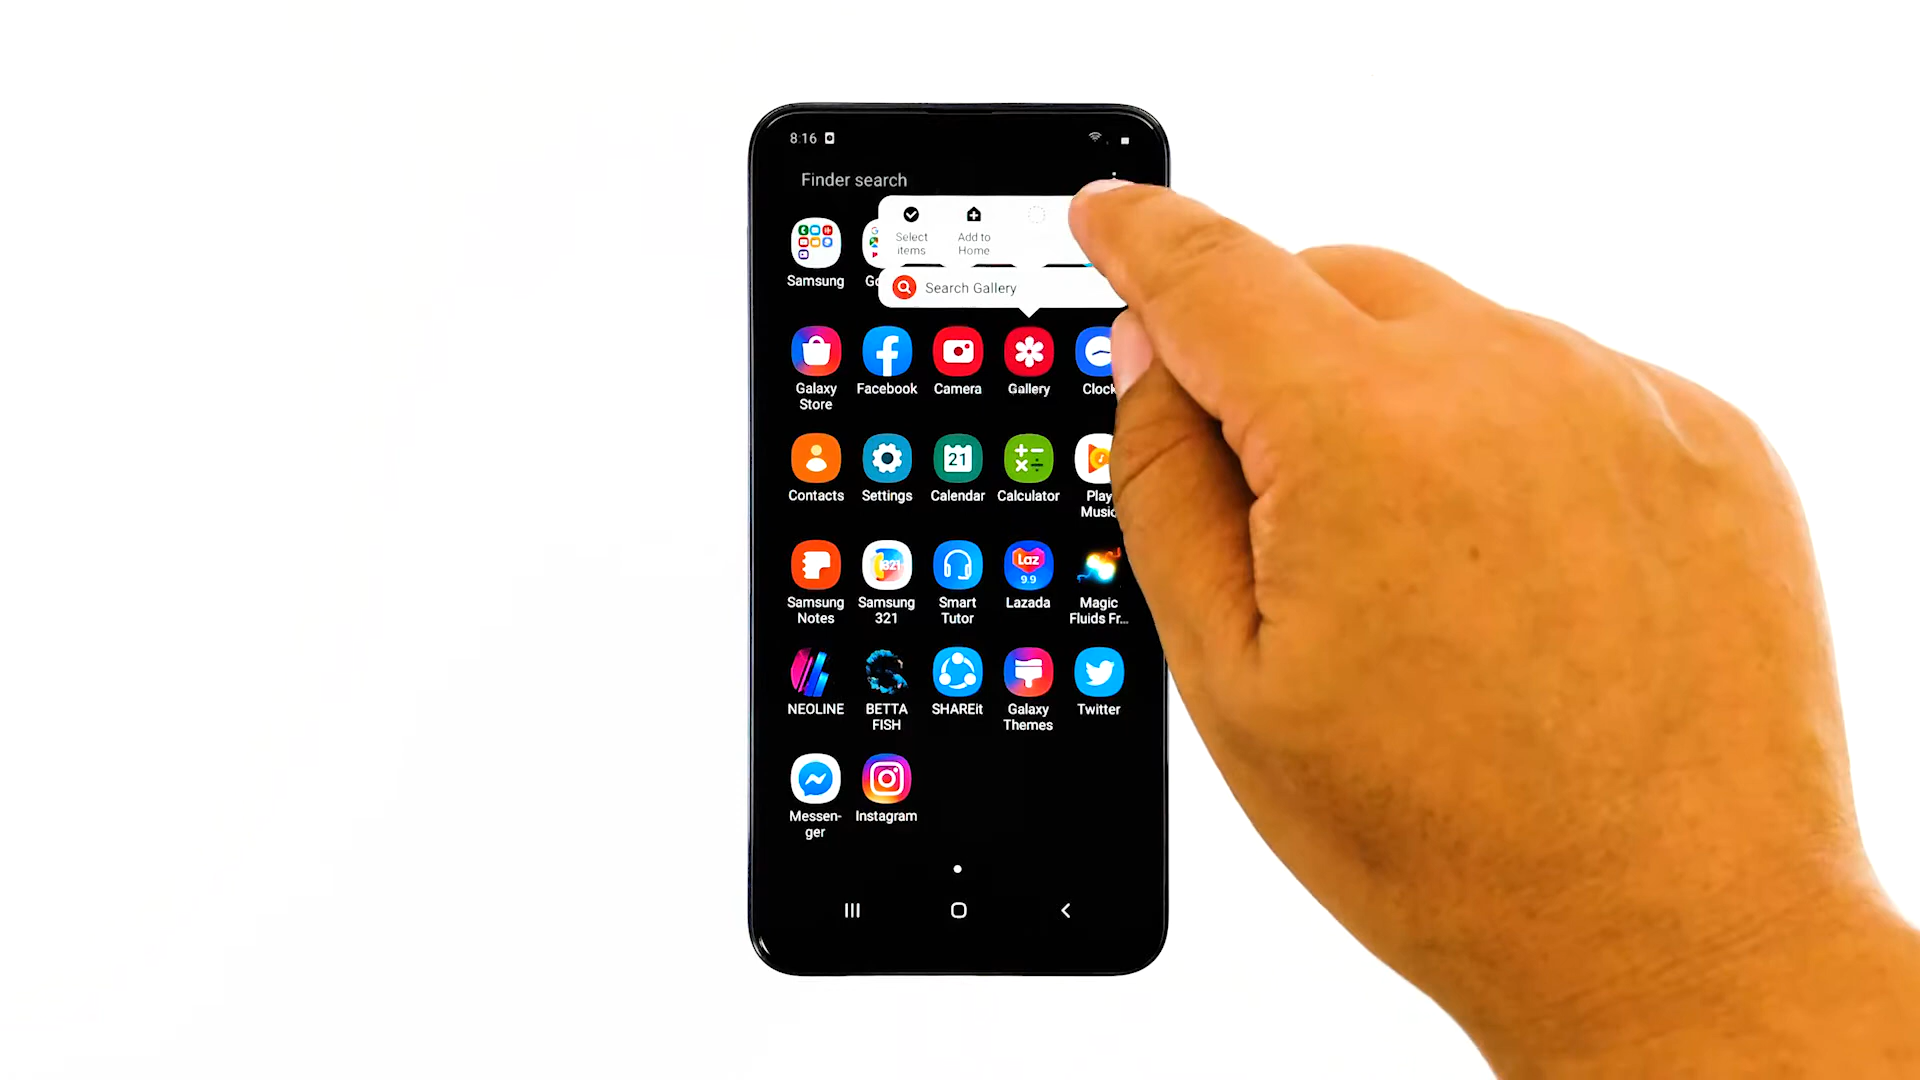 8:16
Finder search
Select
items
Add to
Home
Samsung
Go
Search Gallery
Galaxy
Store
Facebook
Camera
Gallery
Clock
Contacts
Settings
21
Calendar
Calculator
Play
Music
Samsung
Notes
321
Samsung
321
Smart
Tutor
Laz
9.9
Lazada
Magic
Fluids Fr...
NEOLINE
BETTA
FISH
SHAREit
Galaxy
Themes
Twitter
Messen-
ger
Instagram